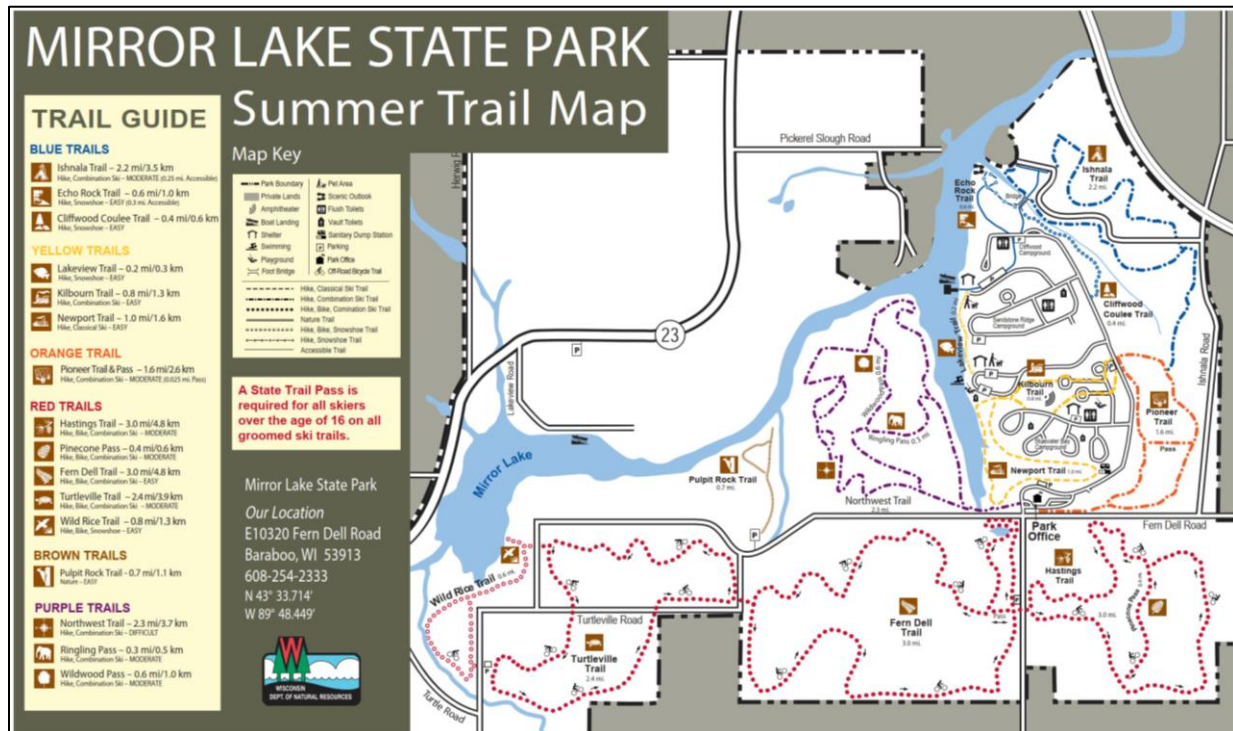 MIRROR LAKE STATE PARK
Summer Trail Map
TRAIL GUIDE
BLUE TRAILS
Ishnala Trail – 2.2 mi/3.5 km
Hike, Combination Ski – MODERATE (0.25 mi. Accessible)
Echo Rock Trail – 0.6 mi/1.0 km
Hike, Snowshoe – EASY (0.3 mi. Accessible)
Cliffwood Coulee Trail – 0.4 mi/0.6 km
Hike, Snowshoe – EASY
YELLOW TRAILS
Lakeview Trail – 0.2 mi/0.3 km
Hike, Snowshoe – EASY
Kilbourn Trail – 0.8 mi/1.3 km
Hike, Combination Ski – EASY
Newport Trail – 1.0 mi/1.6 km
Hike, Classical Ski – EASY
ORANGE TRAIL
Pioneer Trail & Pass – 1.6 mi/2.6 km
Hike, Combination Ski – MODERATE (0.025 mi. Pass)
RED TRAILS
Hastings Trail – 3.0 mi/4.8 km
Hike, Bike, Combination Ski – MODERATE
Pinecone Pass – 0.4 mi/0.6 km
Hike, Bike, Combination Ski – MODERATE
Fern Dell Trail – 3.0 mi/4.8 km
Hike, Bike, Combination Ski – EASY
Turtleville Trail – 2.4 mi/3.9 km
Hike, Bike, Combination Ski – MODERATE
Wild Rice Trail – 0.8 mi/1.3 km
Hike, Bike, Snowshoe – EASY
BROWN TRAILS
Pulpit Rock Trail – 0.7 mi/1.1 km
Nature – EASY
PURPLE TRAILS
Northwest Trail – 2.3 mi/3.7 km
Hike, Combination Ski – DIFFICULT
Ringling Pass – 0.3 mi/0.5 km
Hike, Combination Ski – MODERATE
Wildwood Pass – 0.6 mi/1.0 km
Hike, Combination Ski – MODERATE
Map Key
Park Boundary
Private Lands
Amphitheater
Boat Landing
Shelter
Swimming
Playground
Foot Bridge
Pet Area
Scenic Outlook
Flush Toilets
Vault Toilets
Sanitary Dump Station
P Parking
Park Office
Off-Road Bicycle Trail
Hike, Classical Ski Trail
Hike, Combination Ski Trail
Hike, Bike, Comination Ski Trail
Nature Trail
Hike, Bike, Snowshoe Trail
Hike, Snowshoe Trail
Accessible Trail
A State Trail Pass is
required for all skiers
over the age of 16 on all
groomed ski trails.
Mirror Lake State Park
Our Location
E10320 Fern Dell Road
Baraboo, WI 53913
608-254-2333
N 43° 33.714'
W 89° 48.449'
W
WISCONSIN
DEPT. OF NATURAL RESOURCES
Pickerel Slough Road
23
P
Lakeview Road
Mirror Lake
Echo
Rock
Trail
Bridge
Ishnala
Trail
2.2 mi.
P
Cliffwood
Campground
Cliffwood
Coulee Trail
0.4 mi.
Ishnala Road
Sandstone Ridge
Campground
Lakeview Trail
Kilbourn
Trail
Pioneer
Trail
1.6 mi.
Pass
Newport Trail
Wildwood Pass 0.6 mi.
Ringling Pass 0.3 mi
Northwest Trail
2.3 mi.
Pulpit Rock Trail
0.7 mi.
P
Park
Office
Fern Dell Road
Hastings
Trail
3.0 mi.
Pinecone Pass
Fern Dell
Trail
3.0 mi.
Pass
Wild Rice Trail
Turtleville Road
Turtleville
Trail
2.4 mi.
P
Turtle Road